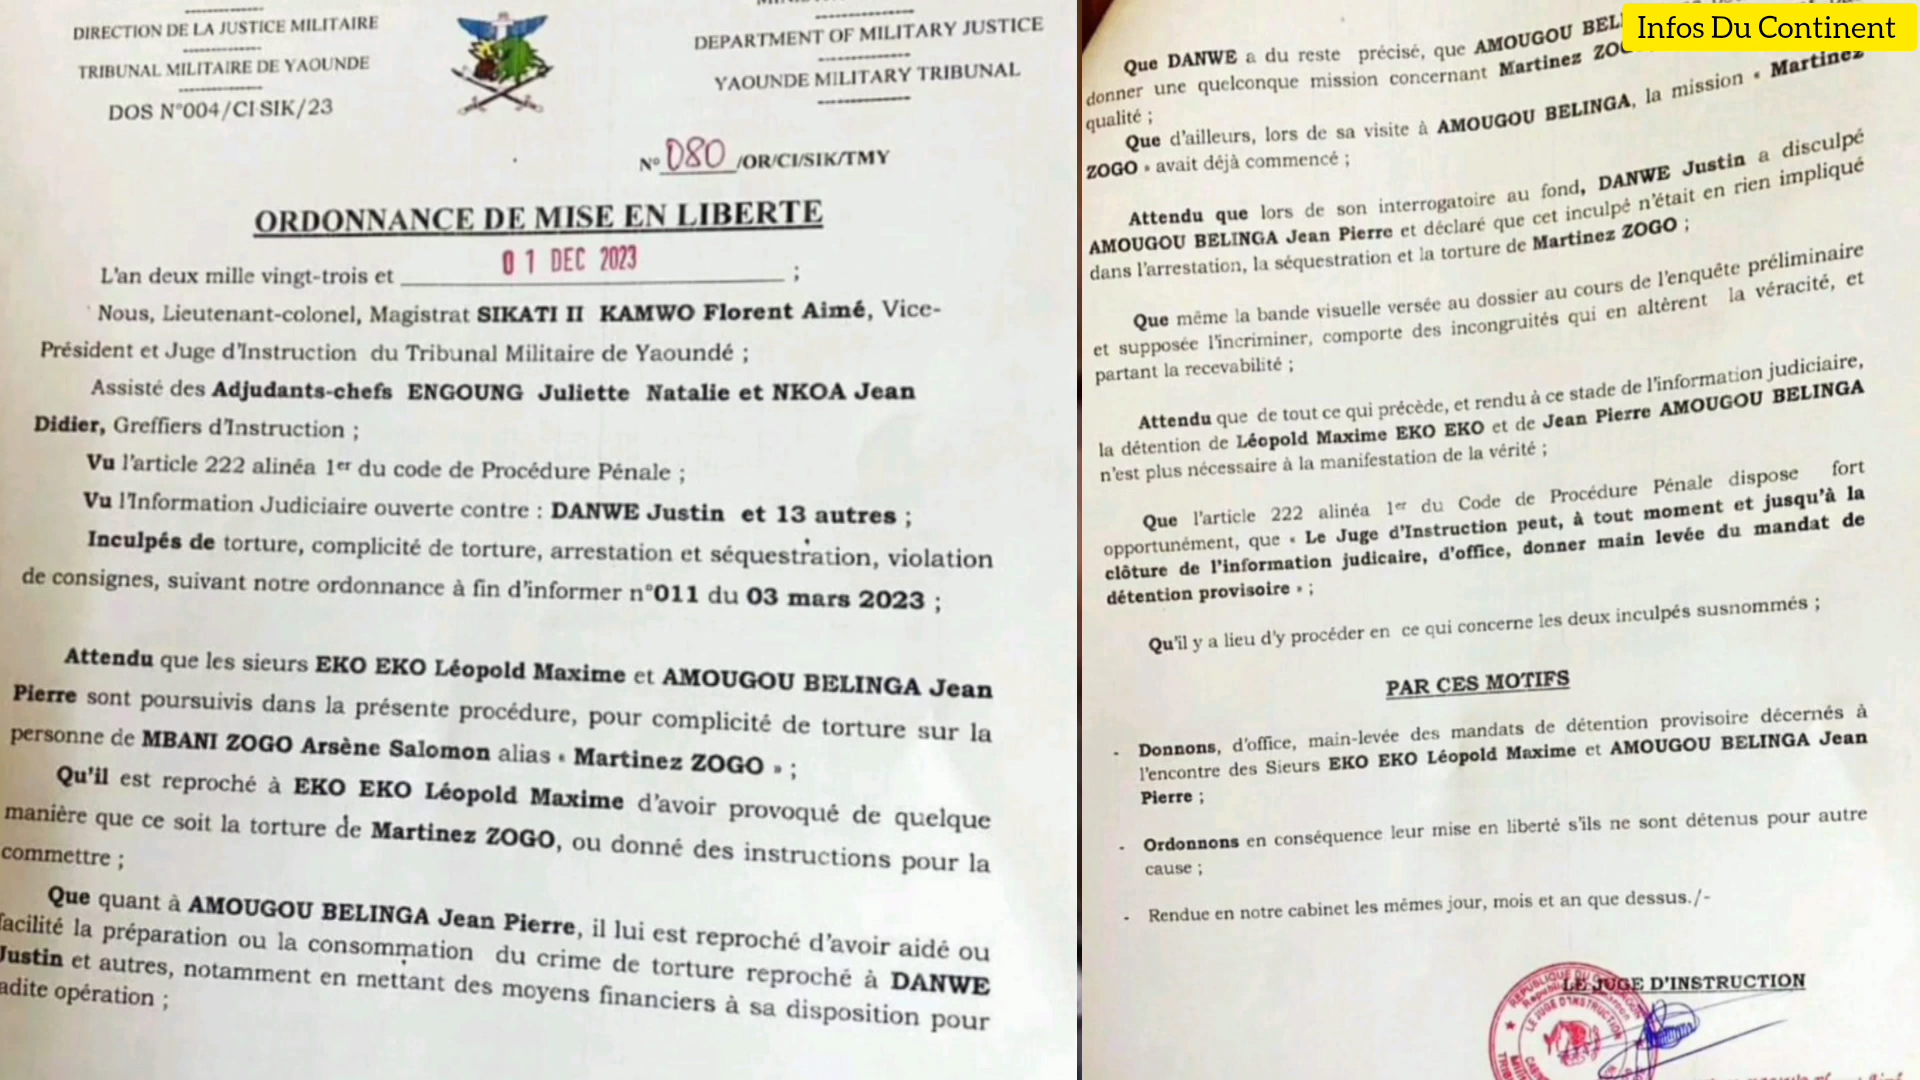 DIRECTION DE LA JUSTICE MILITAIRE
TRIBUNAL MILITAIRE DE YAOUNDE
DOS N°004/CI SIK/23
DEPARTMENT OF MILITARY JUSTICE
YAOUNDE MILITARY TRIBUNAL
N° 080 /OR/CI/SIK/TMY
ORDONNANCE DE MISE EN LIBERTE
01 DEC 2023
L'an deux mille vingt-trois et ;
Nous, Lieutenant-colonel, Magistrat SIKATI II KAMWO Florent Aimé, Vice-
Président et Juge d'Instruction du Tribunal Militaire de Yaoundé ;
Assisté des Adjudants-chefs ENGOUNG Juliette Natalie et NKOA Jean
Didier, Greffiers d'Instruction ;
Vu l'article 222 alinéa 1er du code de Procédure Pénale ;
Vu l'Information Judiciaire ouverte contre : DANWE Justin et 13 autres ;
Inculpés de torture, complicité de torture, arrestation et séquestration, violation
de consignes, suivant notre ordonnance à fin d'informer n°011 du 03 mars 2023 ;
Attendu que les sieurs EKO EKO Léopold Maxime et AMOUGOU BELINGA Jean
Pierre sont poursuivis dans la présente procédure, pour complicité de torture sur la
personne de MBANI ZOGO Arsène Salomon alias « Martinez ZOGO » ;
Qu'il est reproché à EKO EKO Léopold Maxime d'avoir provoqué de quelque
manière que ce soit la torture de Martinez ZOGO, ou donné des instructions pour la
commettre ;
Que quant à AMOUGOU BELINGA Jean Pierre, il lui est reproché d'avoir aidé ou
facilité la préparation ou la consommation du crime de torture reproché à DANWE
Justin et autres, notamment en mettant des moyens financiers à sa disposition pour
adite opération ;
Infos Du Continent
Que DANWE a du reste précisé, que AMOUGOU BEL
donner une quelconque mission concernant Martinez ZO
qualité ;
Que d'ailleurs, lors de sa visite à AMOUGOU BELINGA, la mission « Martinez
ZOGO » avait déjà commencé ;
Attendu que lors de son interrogatoire au fond, DANWE Justin a disculpé
AMOUGOU BELINGA Jean Pierre et déclaré que cet inculpé n'était en rien impliqué
dans l'arrestation, la séquestration et la torture de Martinez ZOGO ;
Que même la bande visuelle versée au dossier au cours de l'enquête préliminaire
et supposée l'incriminer, comporte des incongruités qui en altèrent la véracité, et
partant la recevabilité ;
Attendu que de tout ce qui précède, et rendu à ce stade de l'information judiciaire,
la détention de Léopold Maxime EKO EKO et de Jean Pierre AMOUGOU BELINGA
n'est plus nécessaire à la manifestation de la vérité ;
Que l'article 222 alinéa 1er du Code de Procédure Pénale dispose fort
opportunément, que « Le Juge d'Instruction peut, à tout moment et jusqu'à la
clôture de l'information judicaire, d'office, donner main levée du mandat de
détention provisoire » ;
Qu'il y a lieu d'y procéder en ce qui concerne les deux inculpés susnommés ;
PAR CES MOTIFS
- Donnons, d'office, main-levée des mandats de détention provisoire décernés à
l'encontre des Sieurs EKO EKO Léopold Maxime et AMOUGOU BELINGA Jean
Pierre ;
- Ordonnons en conséquence leur mise en liberté s'ils ne sont détenus pour autre
cause ;
- Rendue en notre cabinet les mêmes jour, mois et an que dessus./-
LE JUGE D'INSTRUCTION
REPUBLIQUE DU CAMEROUN
LE JUGE D'INSTRUCTION